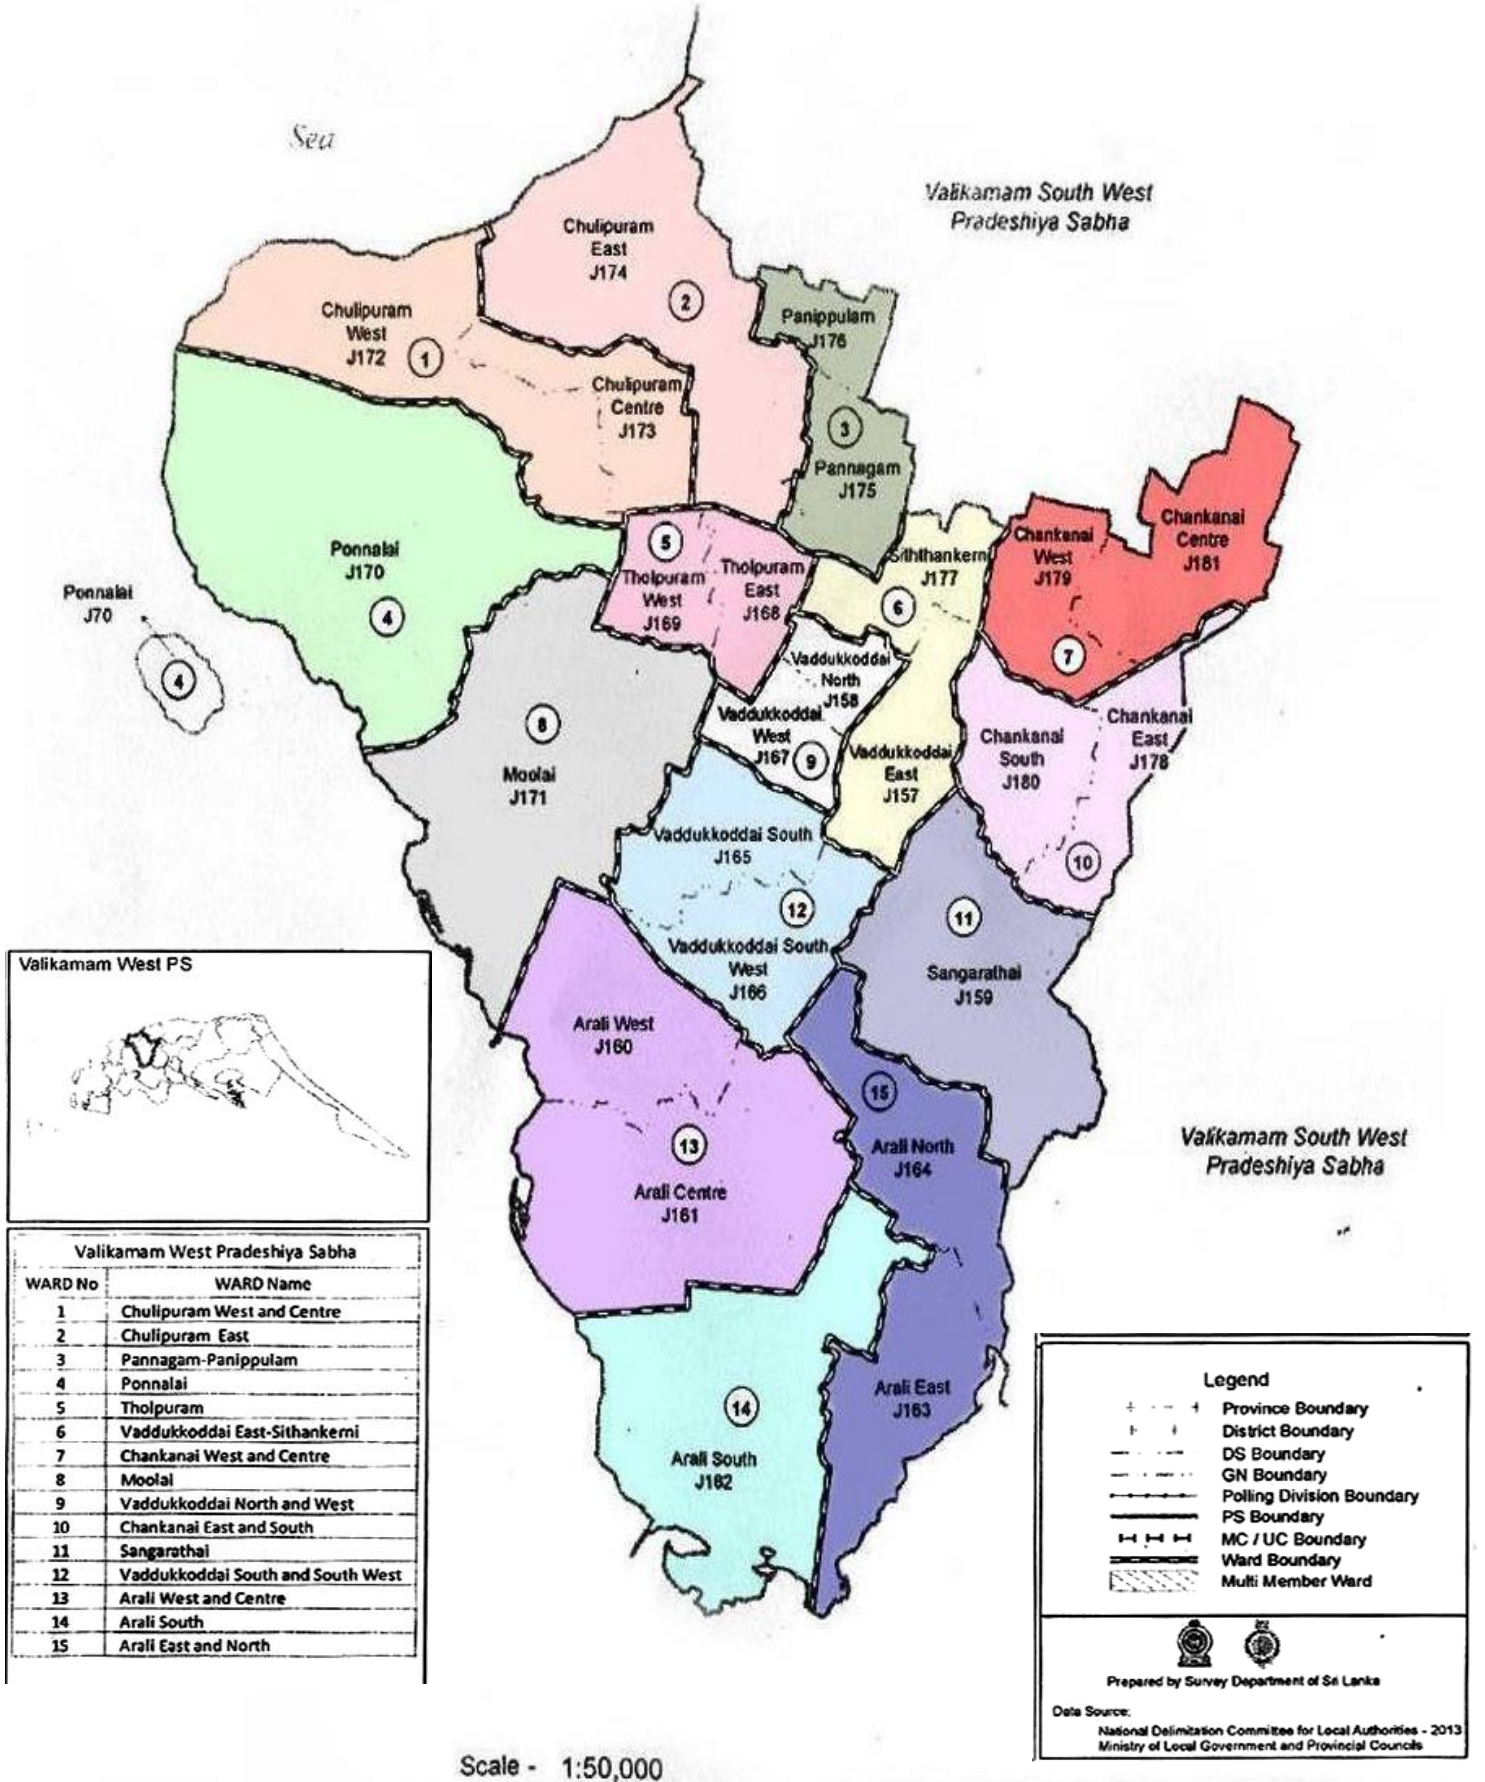 Sea
Valikamam South West
Pradeshiya Sabha
Chulipuram
East
J174
2
Chulipuram
West
J172
1
Panippulam
J176
Chulipuram
Centre
J173
3
Pannagam
J175
Chankanai
Centre
J181
Chankanai
West
J179
7
5
Tholpuram
West
J169
Tholpuram
East
J168
Siththankerni
J177
6
Ponnalai
J170
4
Ponnalai
J70
4
Vaddukkoddai
North
J158
Vaddukkoddai
West
J167
9
8
Moolai
J171
Vaddukkoddai
East
J157
Chankanai
South
J180
Chankanai
East
J178
10
Vaddukkoddai South
J165
12
Vaddukkoddai South
West
J166
11
Sangarathai
J159
Arali West
J160
13
Arali Centre
J161
15
Arali North
J164
Valikamam South West
Pradeshiya Sabha
Arali East
J163
14
Arali South
J162
Valikamam West PS
Valikamam West Pradeshiya Sabha
WARD No WARD Name
1 Chulipuram West and Centre
2 Chulipuram East
3 Pannagam-Panippulam
4 Ponnalai
5 Tholpuram
6 Vaddukkoddai East-Sithankerni
7 Chankanai West and Centre
8 Moolai
9 Vaddukkoddai North and West
10 Chankanai East and South
11 Sangarathai
12 Vaddukkoddai South and South West
13 Arali West and Centre
14 Arali South
15 Arali East and North
Legend
Province Boundary
District Boundary
DS Boundary
GN Boundary
Polling Division Boundary
PS Boundary
MC / UC Boundary
Ward Boundary
Multi Member Ward
Prepared by Survey Department of Sri Lanka
Data Source:
National Delimitation Committee for Local Authorities - 2013
Ministry of Local Government and Provincial Councils
Scale - 1:50,000